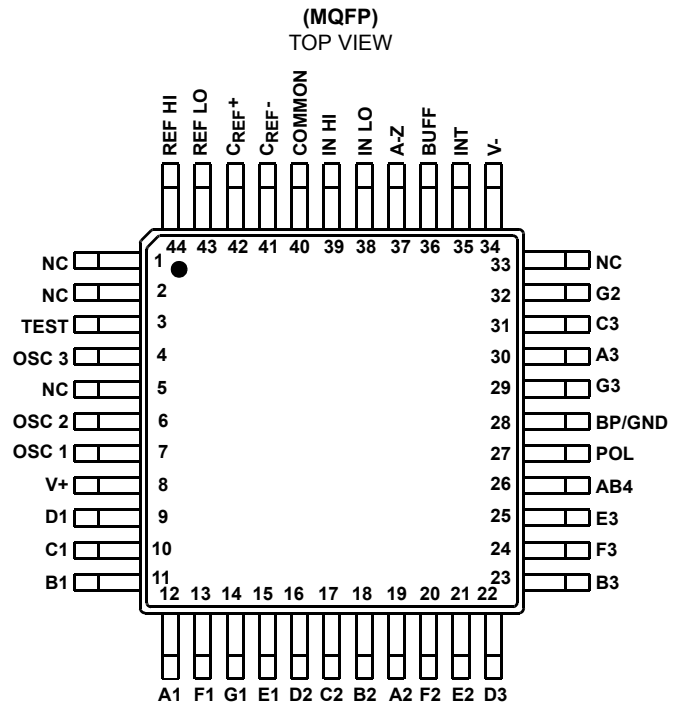 (MQFP)
TOP VIEW
REF HI
REF LO
CREF+
CREF-
COMMON
IN HI
IN LO
A-Z
BUFF
INT
V-
44 43 42 41 40 39 38 37 36 35 34
NC 1
NC 2
TEST 3
OSC 3 4
NC 5
OSC 2 6
OSC 1 7
V+ 8
D1 9
C1 10
B1 11
33 NC
32 G2
31 C3
30 A3
29 G3
28 BP/GND
27 POL
26 AB4
25 E3
24 F3
23 B3
12 13 14 15 16 17 18 19 20 21 22
A1 F1 G1 E1 D2 C2 B2 A2 F2 E2 D3